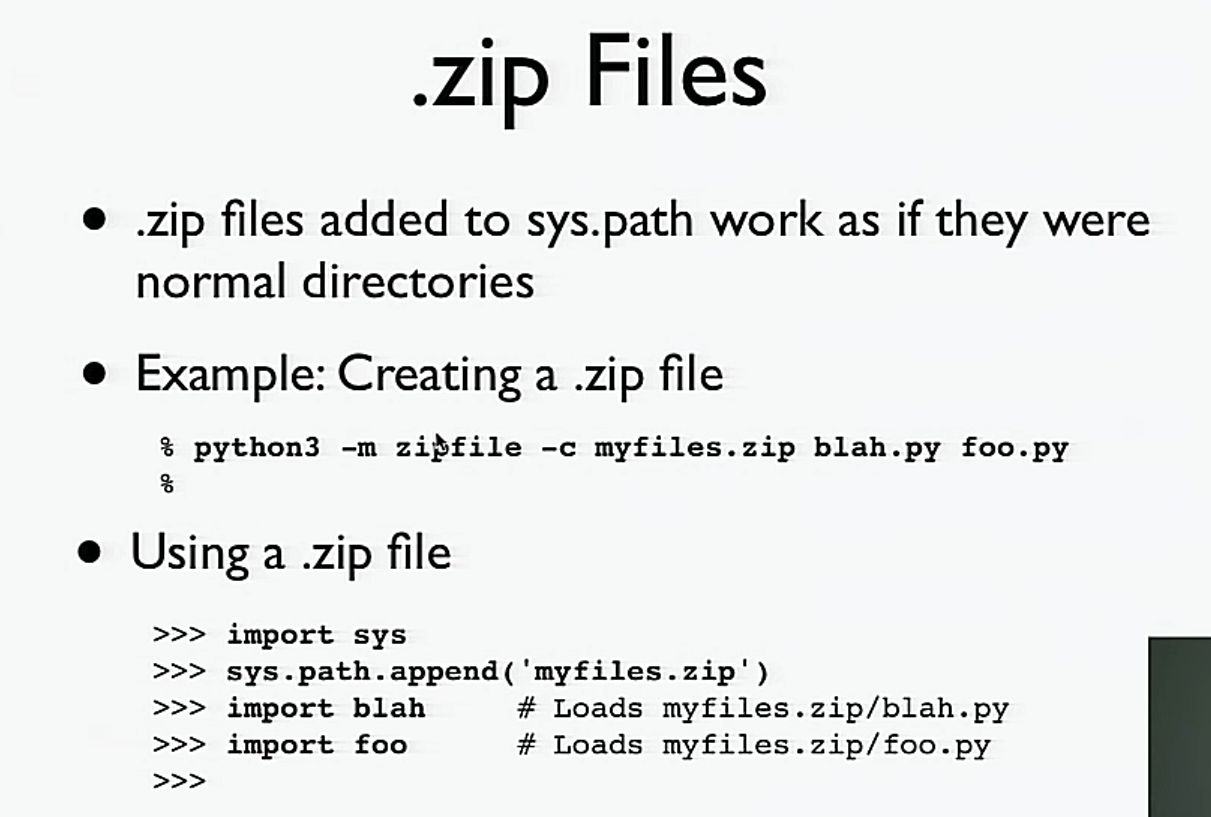 .zip Files
● .zip files added to sys.path work as if they were
normal directories
● Example: Creating a .zip file
% python3 -m zipfile -c myfiles.zip blah.py foo.py
%
● Using a .zip file
>>> import sys
>>> sys.path.append('myfiles.zip')
>>> import blah # Loads myfiles.zip/blah.py
>>> import foo # Loads myfiles.zip/foo.py
>>>